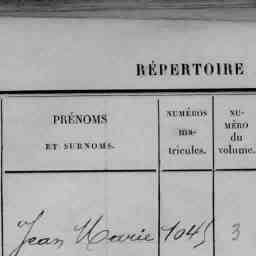 RÉPERTOIRE
PRÉNOMS
ET SURNOMS.
NUMÉROS
ma-
tricules.
NU-
MÉRO
du
volume.
Jean Marie 1045 3